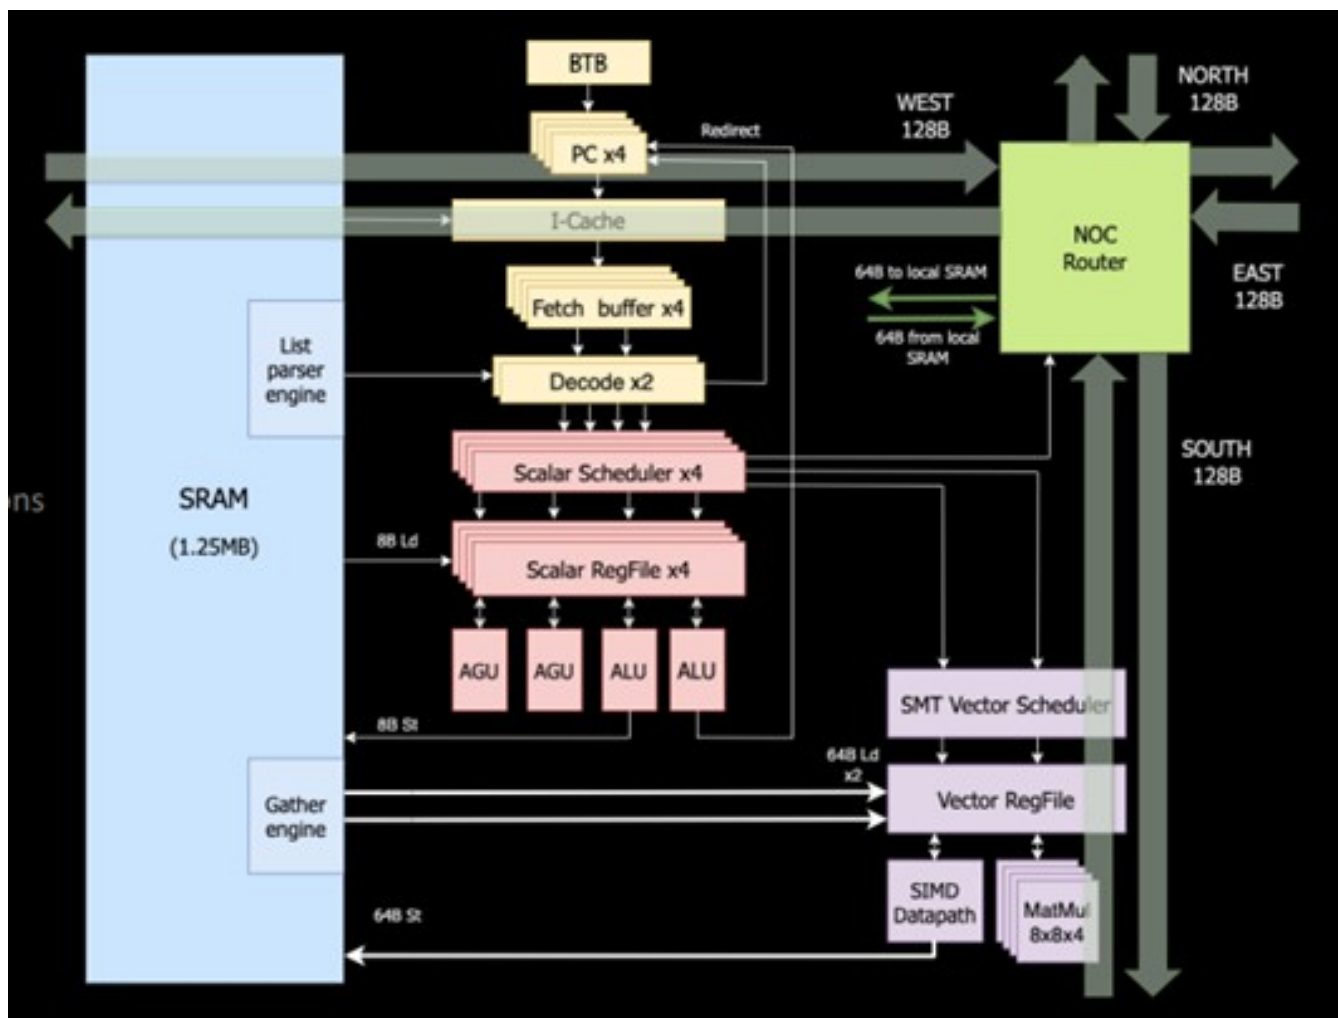 BTB
NORTH
128B
WEST
128B
Redirect
PC x4
I-Cache
NOC
Router
64B to local SRAM
EAST
128B
Fetch buffer x4
64B from local
SRAM
List
parser
engine
Decode x2
SOUTH
128B
Scalar Scheduler x4
ons
SRAM
(1.25MB)
8B Ld
Scalar RegFile x4
AGU
AGU
ALU
ALU
SMT Vector Scheduler
8B St
64B Ld
x2
Gather
engine
Vector RegFile
SIMD
Datapath
MatMul
8x8x4
64B St